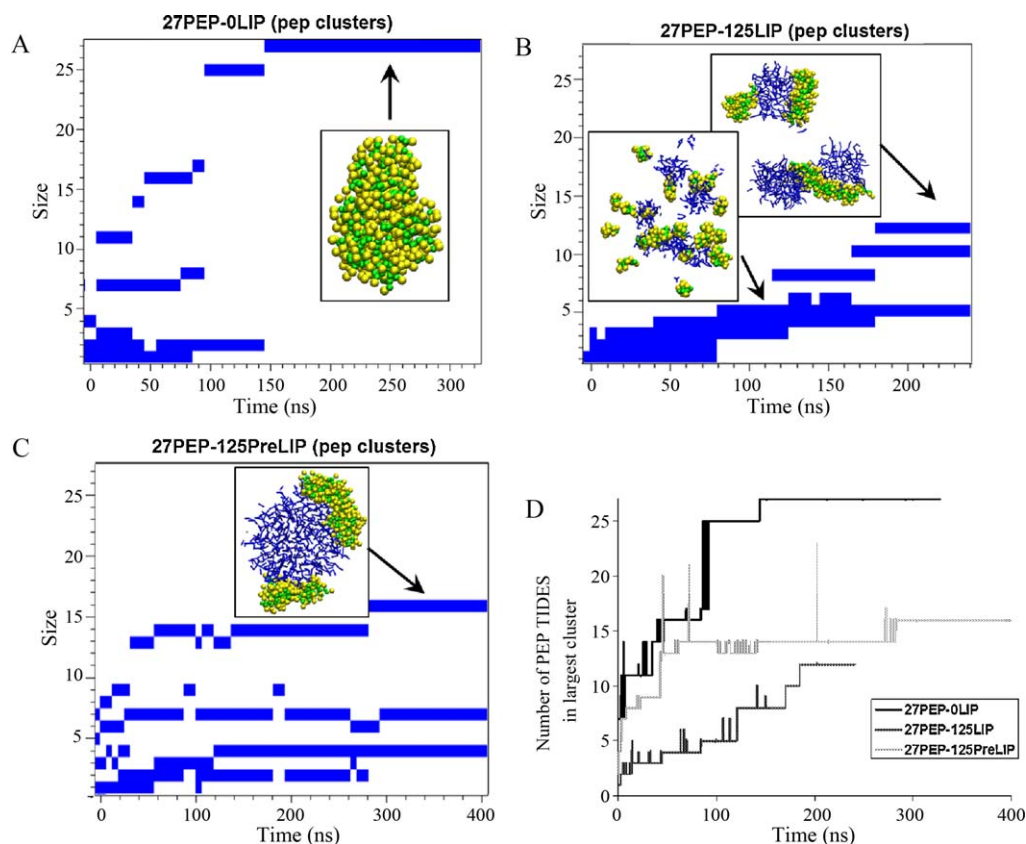 A
27PEP-0LIP (pep clusters)
Size
25
20
15
10
5
0 50 100 150 200 250 300
Time (ns)
B
27PEP-125LIP (pep clusters)
Size
25
20
15
10
5
0 50 100 150 200
Time (ns)
C
27PEP-125PreLIP (pep clusters)
Size
25
20
15
10
5
0 100 200 300 400
Time (ns)
D
Number of PEP TIDES
in largest cluster
25
20
15
10
5
0
0 100 200 300 400
Time (ns)
27PEP-0LIP
27PEP-125LIP
27PEP-125PreLIP